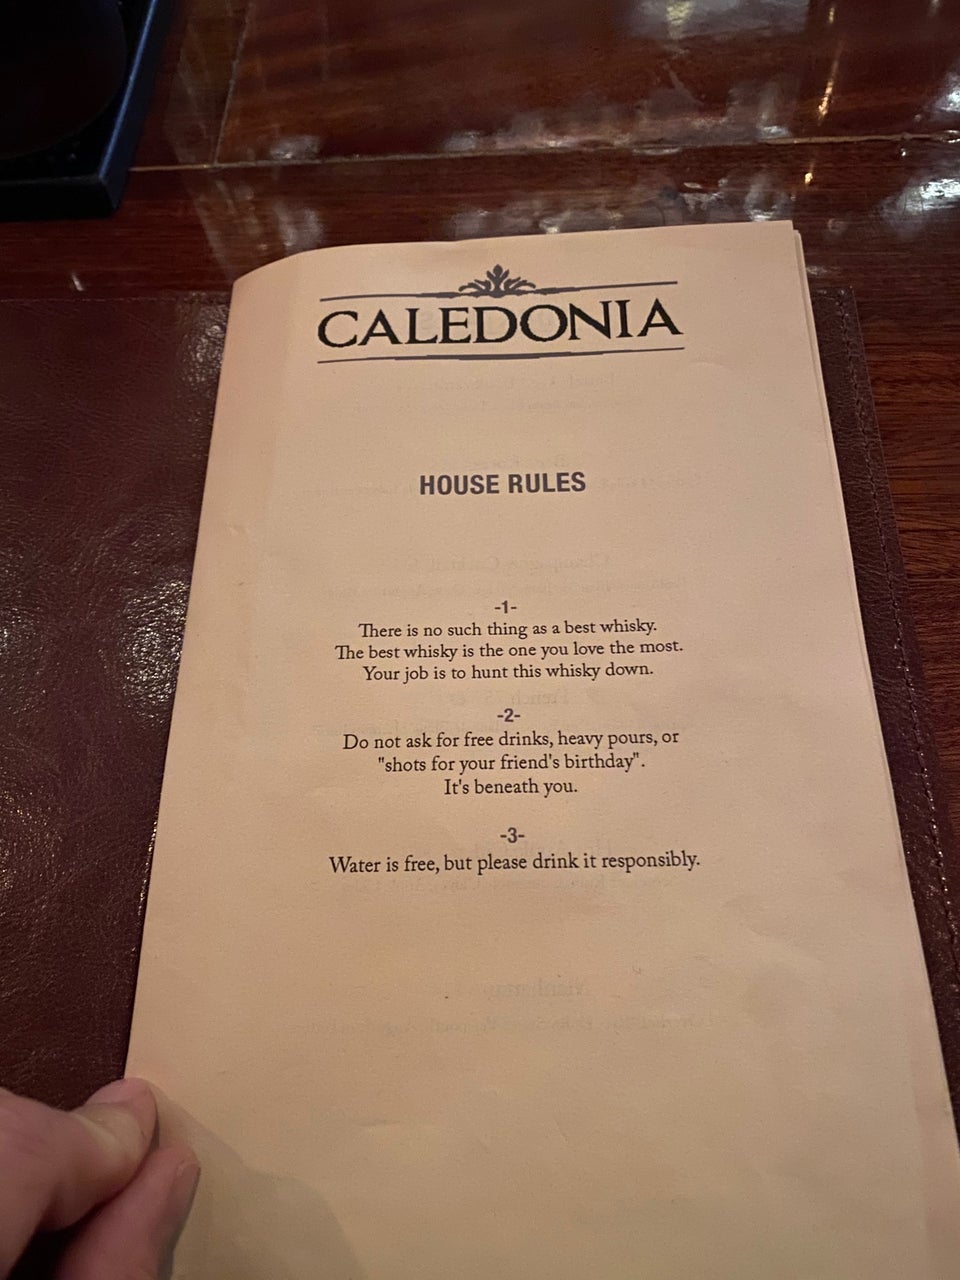 CALEDONIA
HOUSE RULES
-1-
There is no such thing as a best whisky.
The best whisky is the one you love the most.
Your job is to hunt this whisky down.
-2-
Do not ask for free drinks, heavy pours, or
"shots for your friend's birthday".
It's beneath you.
-3-
Water is free, but please drink it responsibly.